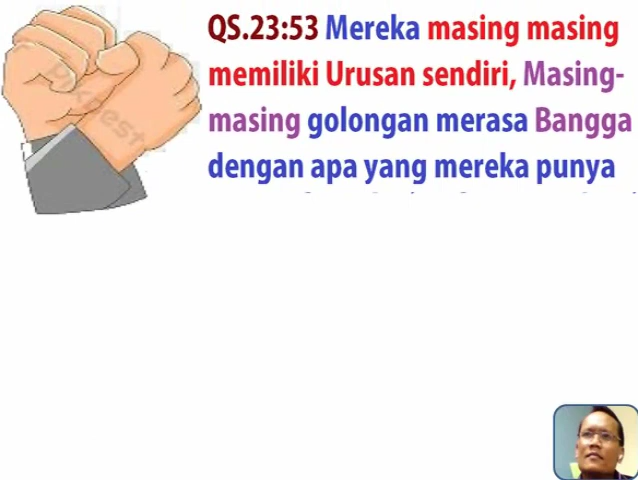 QS.23:53 Mereka masing masing
memiliki Urusan sendiri, Masing-
masing golongan merasa Bangga
dengan apa yang mereka punya
pixpest